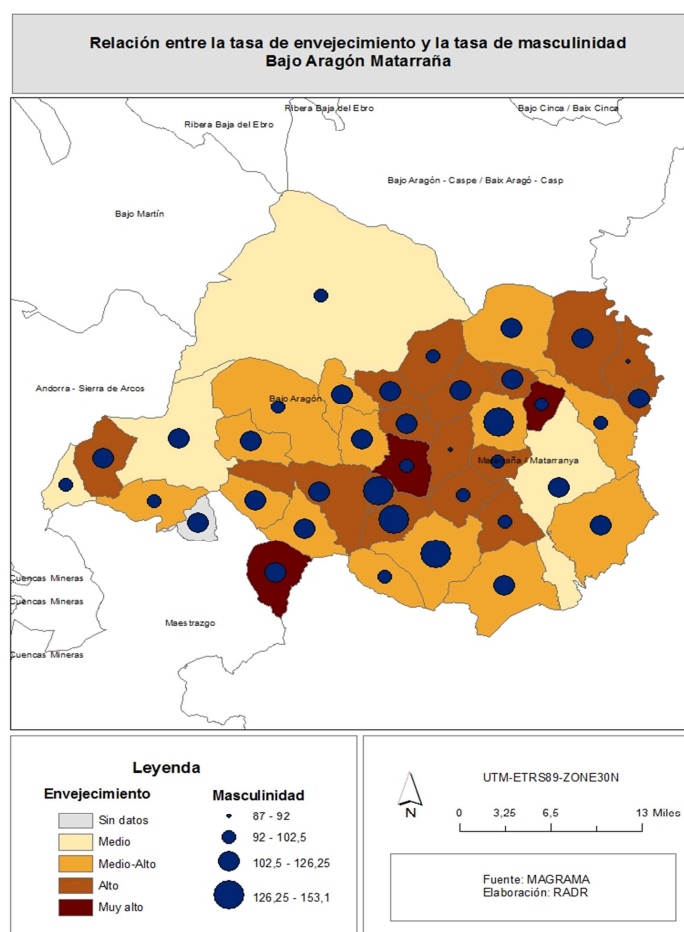 Relación entre la tasa de envejecimiento y la tasa de masculinidad
Bajo Aragón Matarraña
Ribera Baja del Ebro
Bajo Cinca / Baix Cinca
Ribera Baja del Ebro
Bajo Aragón - Caspe / Baix Aragó - Casp
Bajo Martín
Andorra - Sierra de Arcos
Bajo Aragón
Matarraña / Matarranya
Cuencas Mineras
Cuencas Mineras
Maestrazgo
Cuencas Mineras
Leyenda
Envejecimiento
Sin datos
Medio
Medio-Alto
Alto
Muy alto
Masculinidad
87 - 92
92 - 102,5
102,5 - 126,25
126,25 - 153,1
N
UTM-ETRS89-ZONE30N
0 3,25 6,5 13 Miles
Fuente: MAGRAMA
Elaboración: RADR